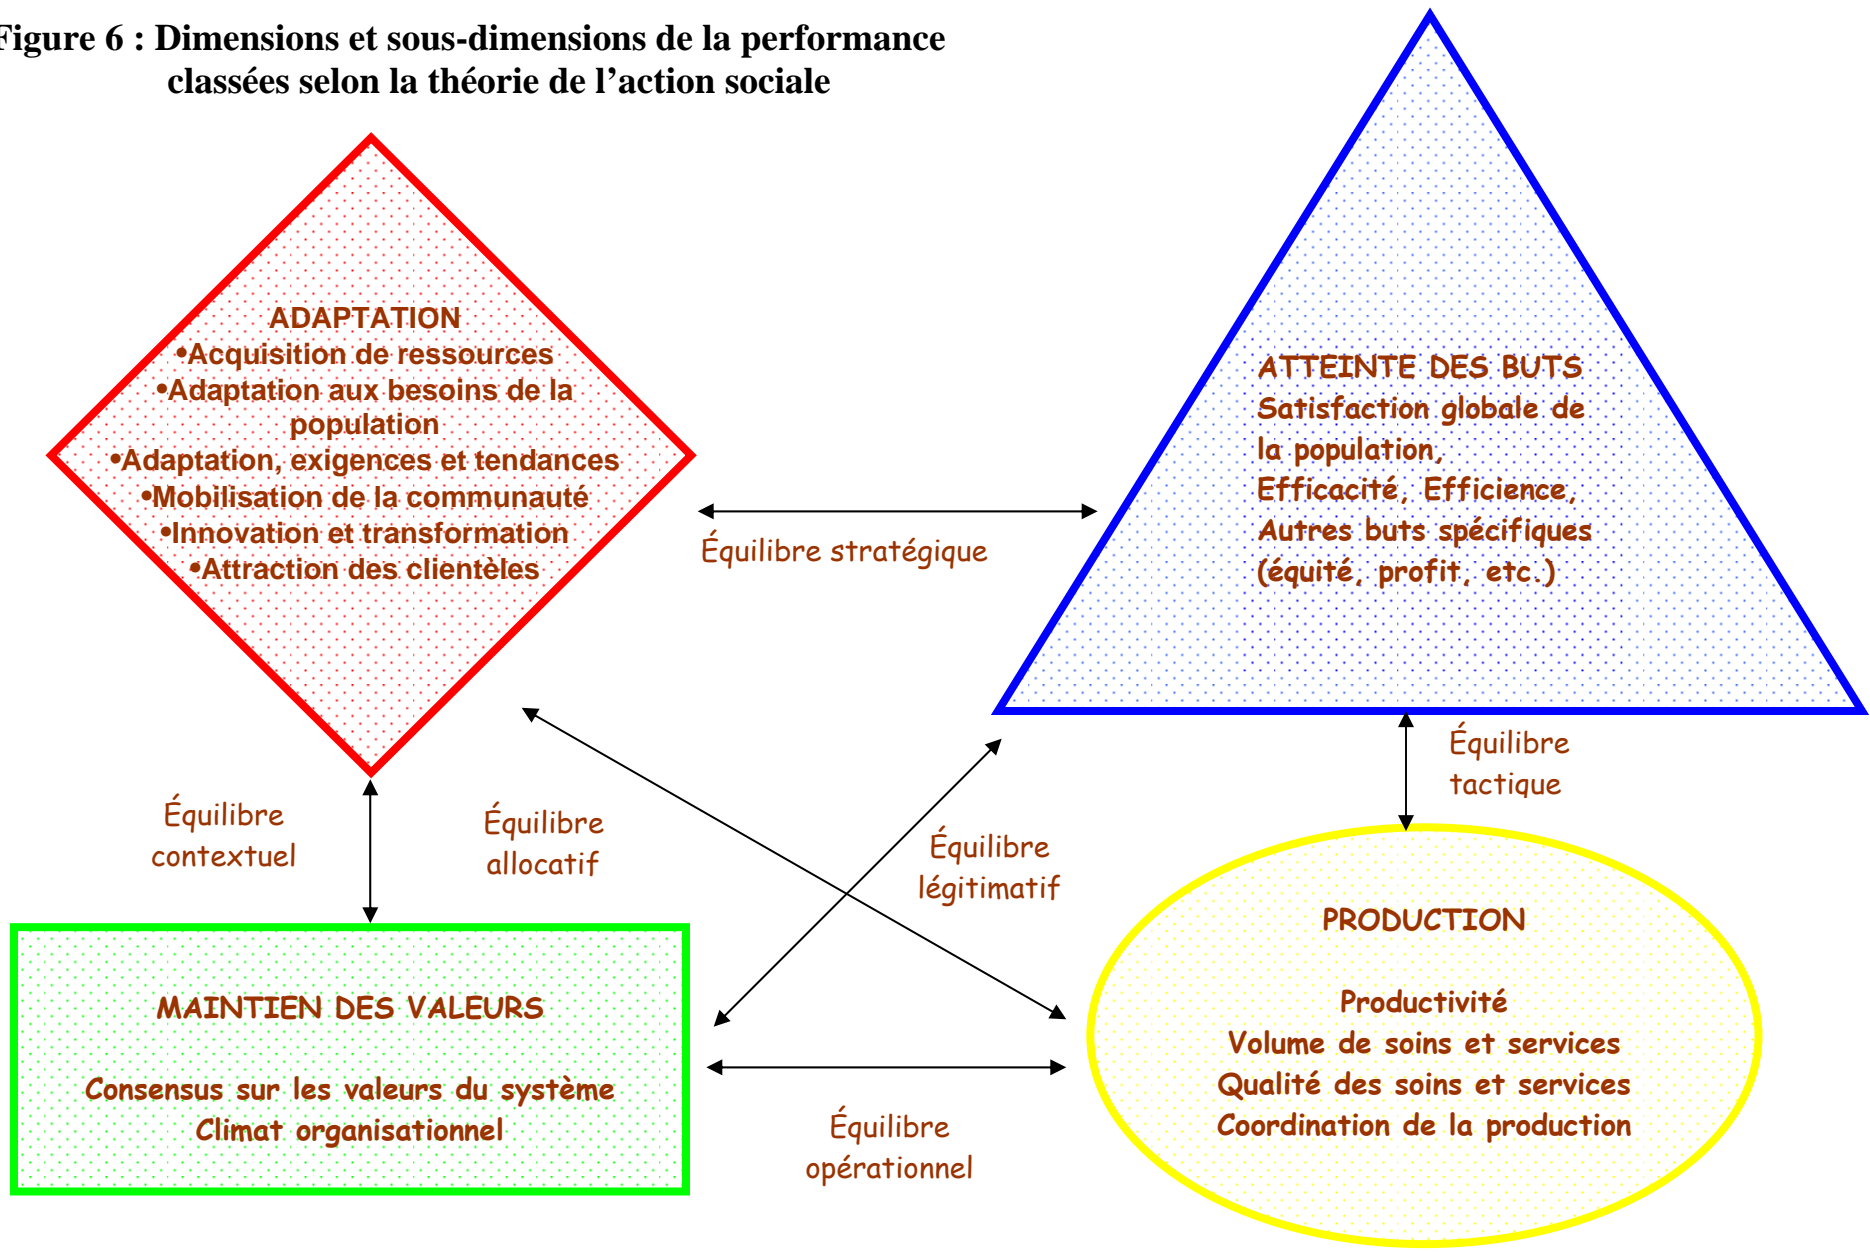 Figure 6 : Dimensions et sous-dimensions de la performance
classées selon la théorie de l'action sociale
ADAPTATION
•Acquisition de ressources
•Adaptation aux besoins de la
population
•Adaptation, exigences et tendances
•Mobilisation de la communauté
•Innovation et transformation
•Attraction des clientèles
ATTEINTE DES BUTS
Satisfaction globale de
la population,
Efficacité, Efficience,
Autres buts spécifiques
(équité, profit, etc.)
Équilibre stratégique
Équilibre
tactique
Équilibre
contextuel
Équilibre
allocatif
Équilibre
légitimatif
MAINTIEN DES VALEURS
Consensus sur les valeurs du système
Climat organisationnel
PRODUCTION
Productivité
Volume de soins et services
Qualité des soins et services
Coordination de la production
Équilibre
opérationnel